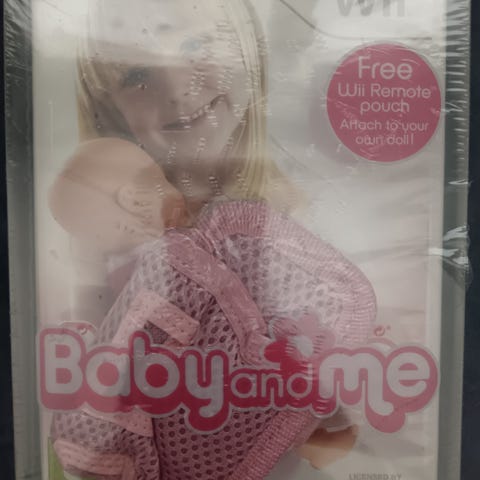 Wii
Free
Wii Remote
pouch
Attach to your
own doll!
Baby and me
LICENSED BY